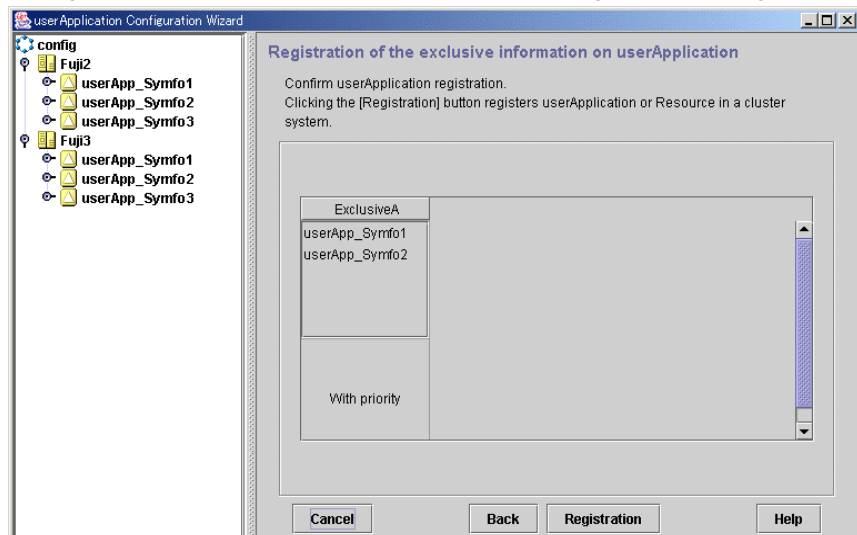 userApplication Configuration Wizard
config
Fuji2
userApp_Symfo1
userApp_Symfo2
userApp_Symfo3
Fuji3
userApp_Symfo1
userApp_Symfo2
userApp_Symfo3
Registration of the exclusive information on userApplication
Confirm userApplication registration.
Clicking the [Registration] button registers userApplication or Resource in a cluster
system.
ExclusiveA
userApp_Symfo1
userApp_Symfo2
With priority
Cancel Back Registration Help